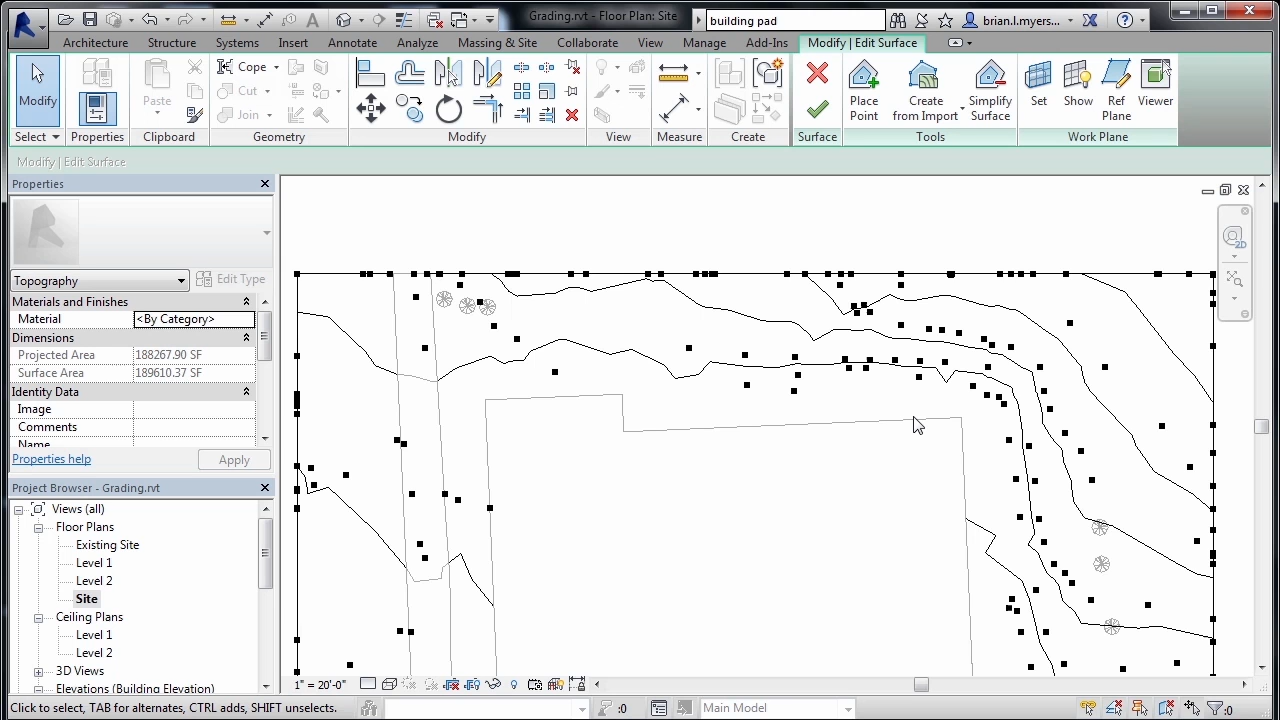 Grading.rvt - Floor Plan: Site
building pad
brian.l.myers...
Architecture Structure Systems Insert Annotate Analyze Massing & Site Collaborate View Manage Add-Ins Modify | Edit Surface
Modify
Select
Properties
Paste
Clipboard
Cope
Cut
Join
Geometry
Modify
View
Measure
Create
Surface
Place Point
Create from Import
Simplify Surface
Tools
Set
Show
Ref Plane
Viewer
Work Plane
Modify | Edit Surface
Properties
Topography
Edit Type
Materials and Finishes
Material <By Category>
Dimensions
Projected Area 188267.90 SF
Surface Area 189610.37 SF
Identity Data
Image
Comments
Name
Properties help
Apply
Project Browser - Grading.rvt
Views (all)
Floor Plans
Existing Site
Level 1
Level 2
Site
Ceiling Plans
Level 1
Level 2
3D Views
Elevations (Building Elevation)
2D
1" = 20'-0"
Click to select, TAB for alternates, CTRL adds, SHIFT unselects.
:0
Main Model
:0